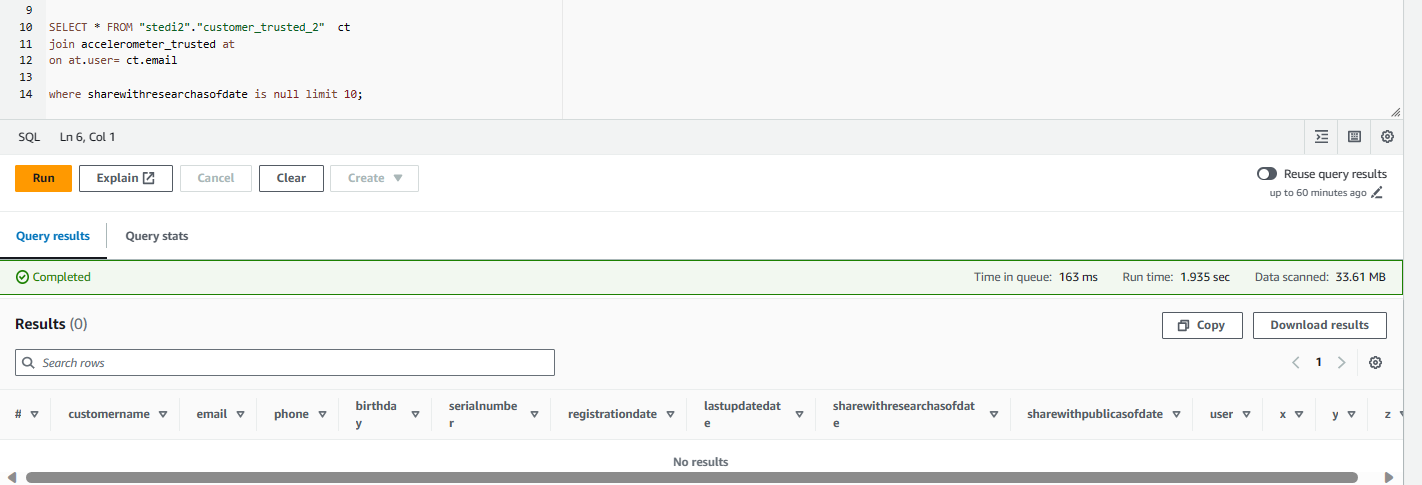 9
10 SELECT * FROM "stedi2"."customer_trusted_2"  ct
11 join accelerometer_trusted at
12 on at.user= ct.email
13
14 where sharewithresearchasofdate is null limit 10;
SQL Ln 6, Col 1
Run Explain Cancel Clear Create Reuse query results
up to 60 minutes ago
Query results Query stats
Completed Time in queue: 163 ms Run time: 1.935 sec Data scanned: 33.61 MB
Results (0) Copy Download results
Search rows 1
# customername email phone birthda
y serialnumbe
r registrationdate lastupdatedat
e sharewithresearchasofdat
e sharewithpublicasofdate user x y z
No results